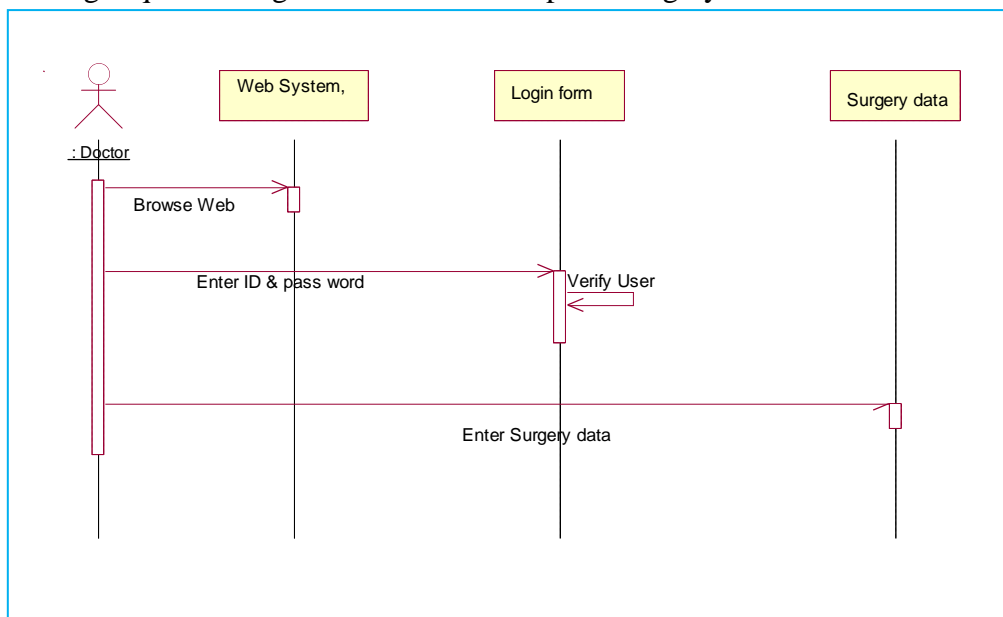 Web System,
Login form
Surgery data
: Doctor
Browse Web
Enter ID & pass word
Verify User
Enter Surgery data